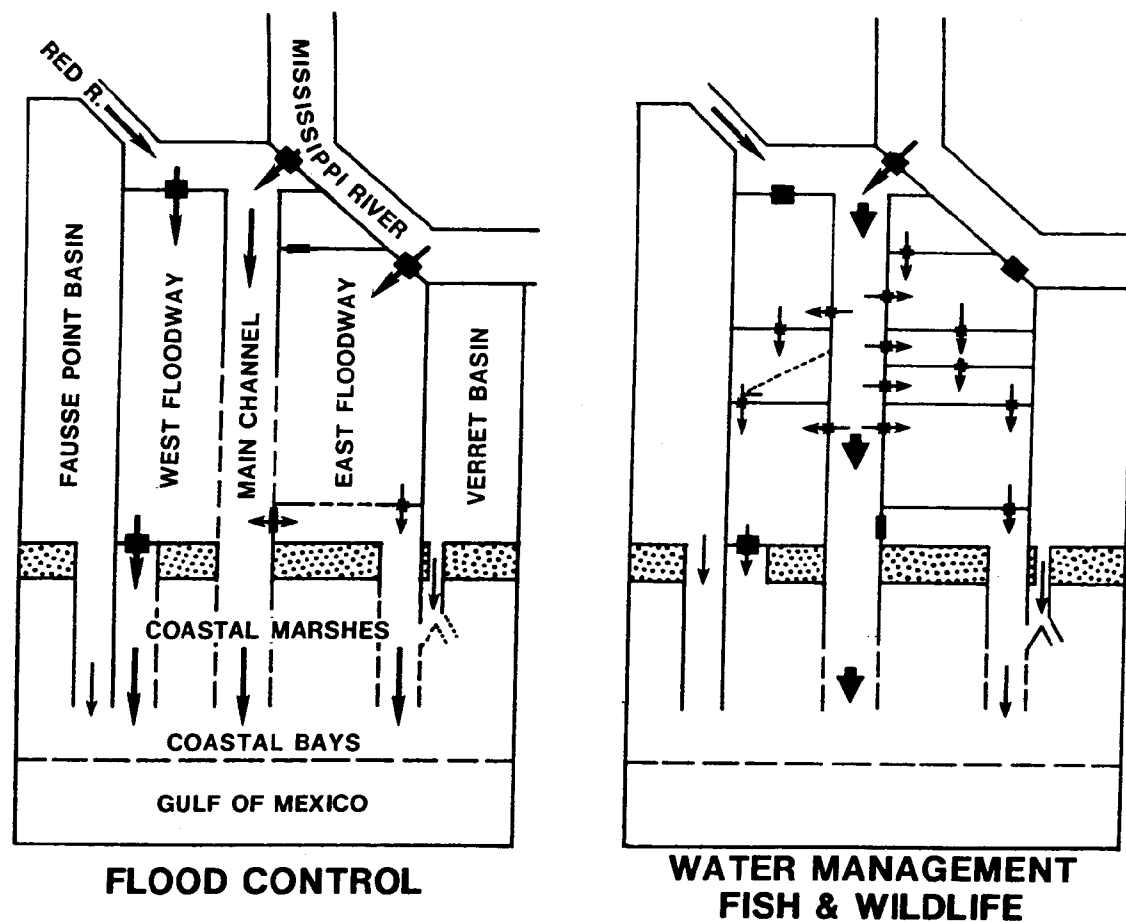 RED R.
MISSISSIPPI RIVER
FAUSSE POINT BASIN
WEST FLOODWAY
MAIN CHANNEL
EAST FLOODWAY
VERRET BASIN
COASTAL MARSHES
COASTAL BAYS
GULF OF MEXICO
FLOOD CONTROL
WATER MANAGEMENT
FISH & WILDLIFE